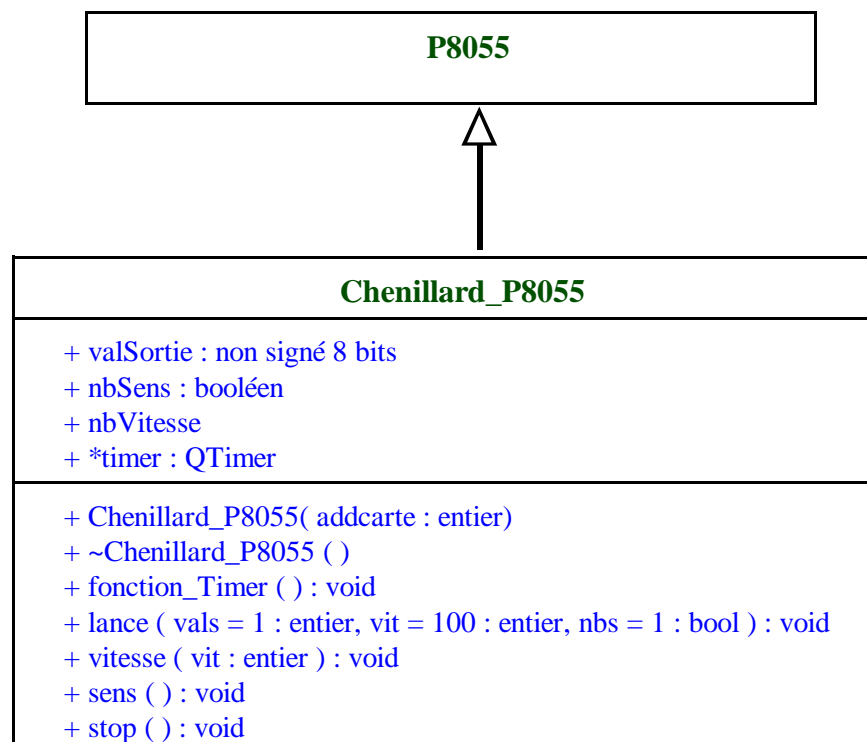 P8055
Chenillard_P8055
+ valSortie : non signé 8 bits
+ nbSens : booléen
+ nbVitesse
+ *timer : QTimer
+ Chenillard_P8055( addcarte : entier)
+ ~Chenillard_P8055 ( )
+ fonction_Timer ( ) : void
+ lance ( vals = 1 : entier, vit = 100 : entier, nbs = 1 : bool ) : void
+ vitesse ( vit : entier ) : void
+ sens ( ) : void
+ stop ( ) : void